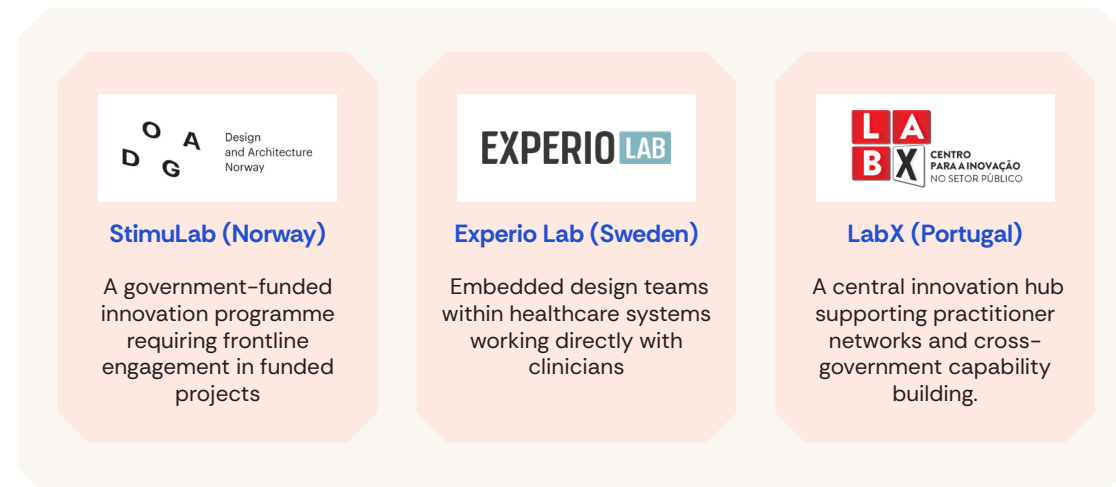 D
O
G
A
Design
and Architecture
Norway
StimuLab (Norway)
A government-funded
innovation programme
requiring frontline
engagement in funded
projects
EXPERIO LAB
Experio Lab (Sweden)
Embedded design teams
within healthcare systems
working directly with
clinicians
LA
BX
CENTRO
PARA A INOVAÇÃO
NO SETOR PÚBLICO
LabX (Portugal)
A central innovation hub
supporting practitioner
networks and cross-
government capability
building.